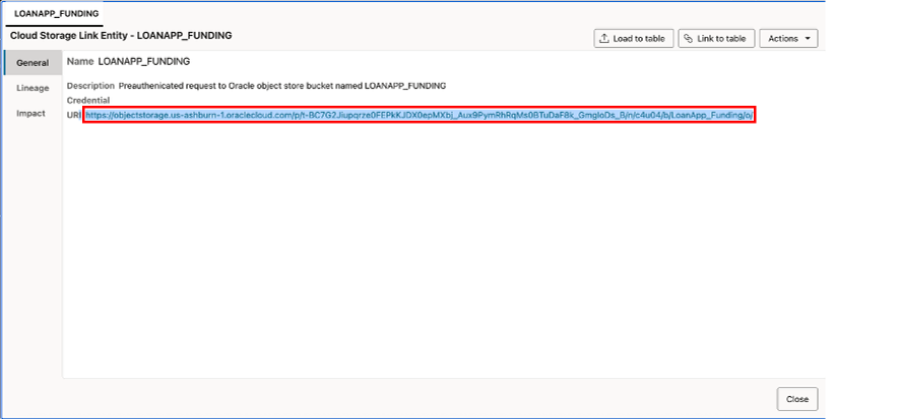 LOANAPP_FUNDING
Cloud Storage Link Entity - LOANAPP_FUNDING
Load to table
Link to table
Actions
General
Name LOANAPP_FUNDING
Lineage
Description Preauthenicated request to Oracle object store bucket named LOANAPP_FUNDING
Credential
Impact
URI https://objectstorage.us-ashburn-1.oraclecloud.com/p/t-BC7G2Jiupqrze0FEPkKJDX0epMXbj_Aux9PymRhRqMs0BTuDaF8k_GmgloDs_B/n/c4u04/b/LoanApp_Funding/o/
Close